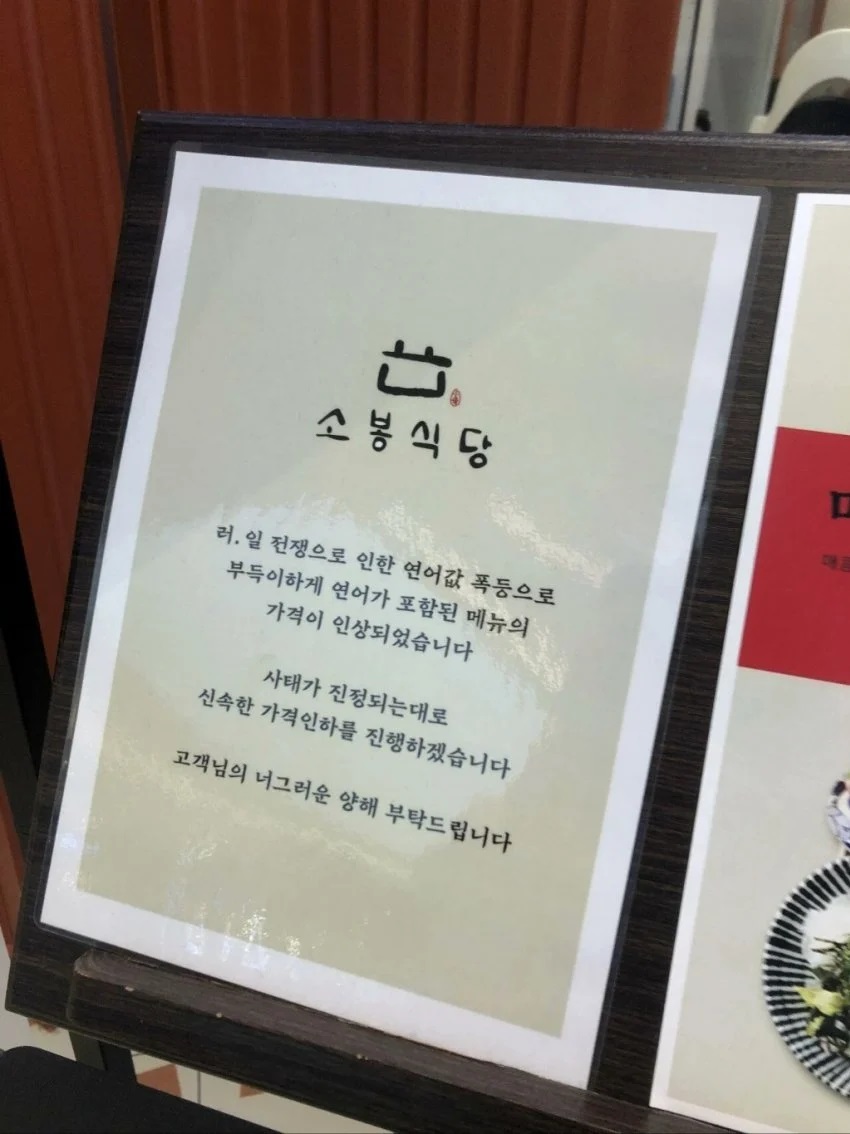 소봉식당
러.일 전쟁으로 인한 연어값 폭등으로
부득이하게 연어가 포함된 메뉴의
가격이 인상되었습니다
사태가 진정되는대로
신속한 가격인하를 진행하겠습니다
고객님의 너그러운 양해 부탁드립니다